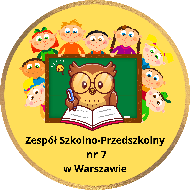 Zespół Szkolno-Przedszkolny
nr 7
w Warszawie